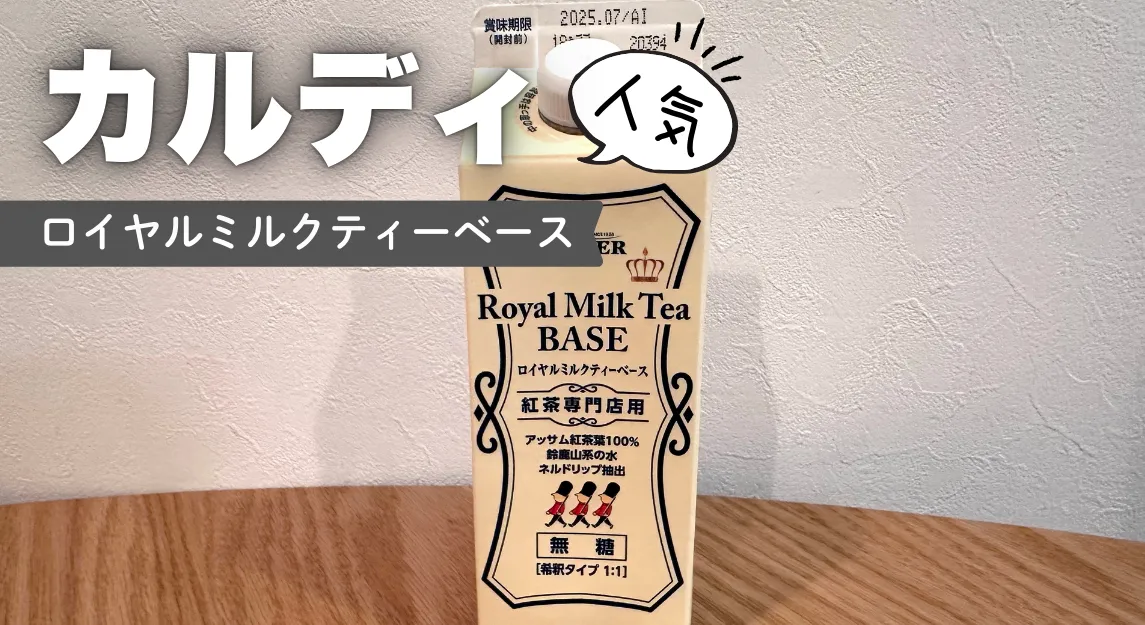 賞味期限
(開封前)
2025.07/AI
20394
カルディ
人気
ロイヤルミルクティーベース
Royal Milk Tea
BASE
ロイヤルミルクティーベース
紅茶専門店用
アッサム紅茶葉100%
鈴鹿山系の水
ネルドリップ抽出
無 糖
[希釈タイプ 1:1]